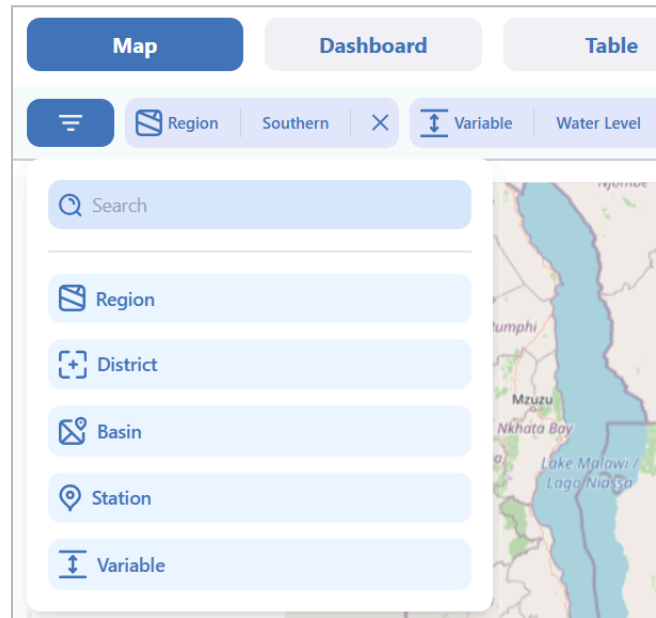 Map
Dashboard
Table
Region
Southern
Variable
Water Level
Search
Region
District
Basin
Station
Variable
Njombe
Rumphi
Mzuzu
Nkhata Bay
Lake Malawi /
Lago Niassa